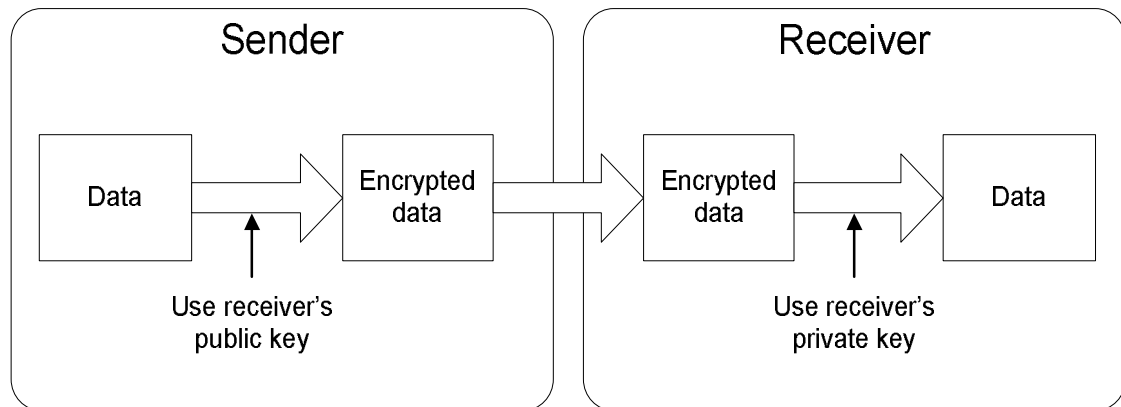 Sender
Receiver
Data
Encrypted
data
Encrypted
data
Data
Use receiver's
public key
Use receiver's
private key